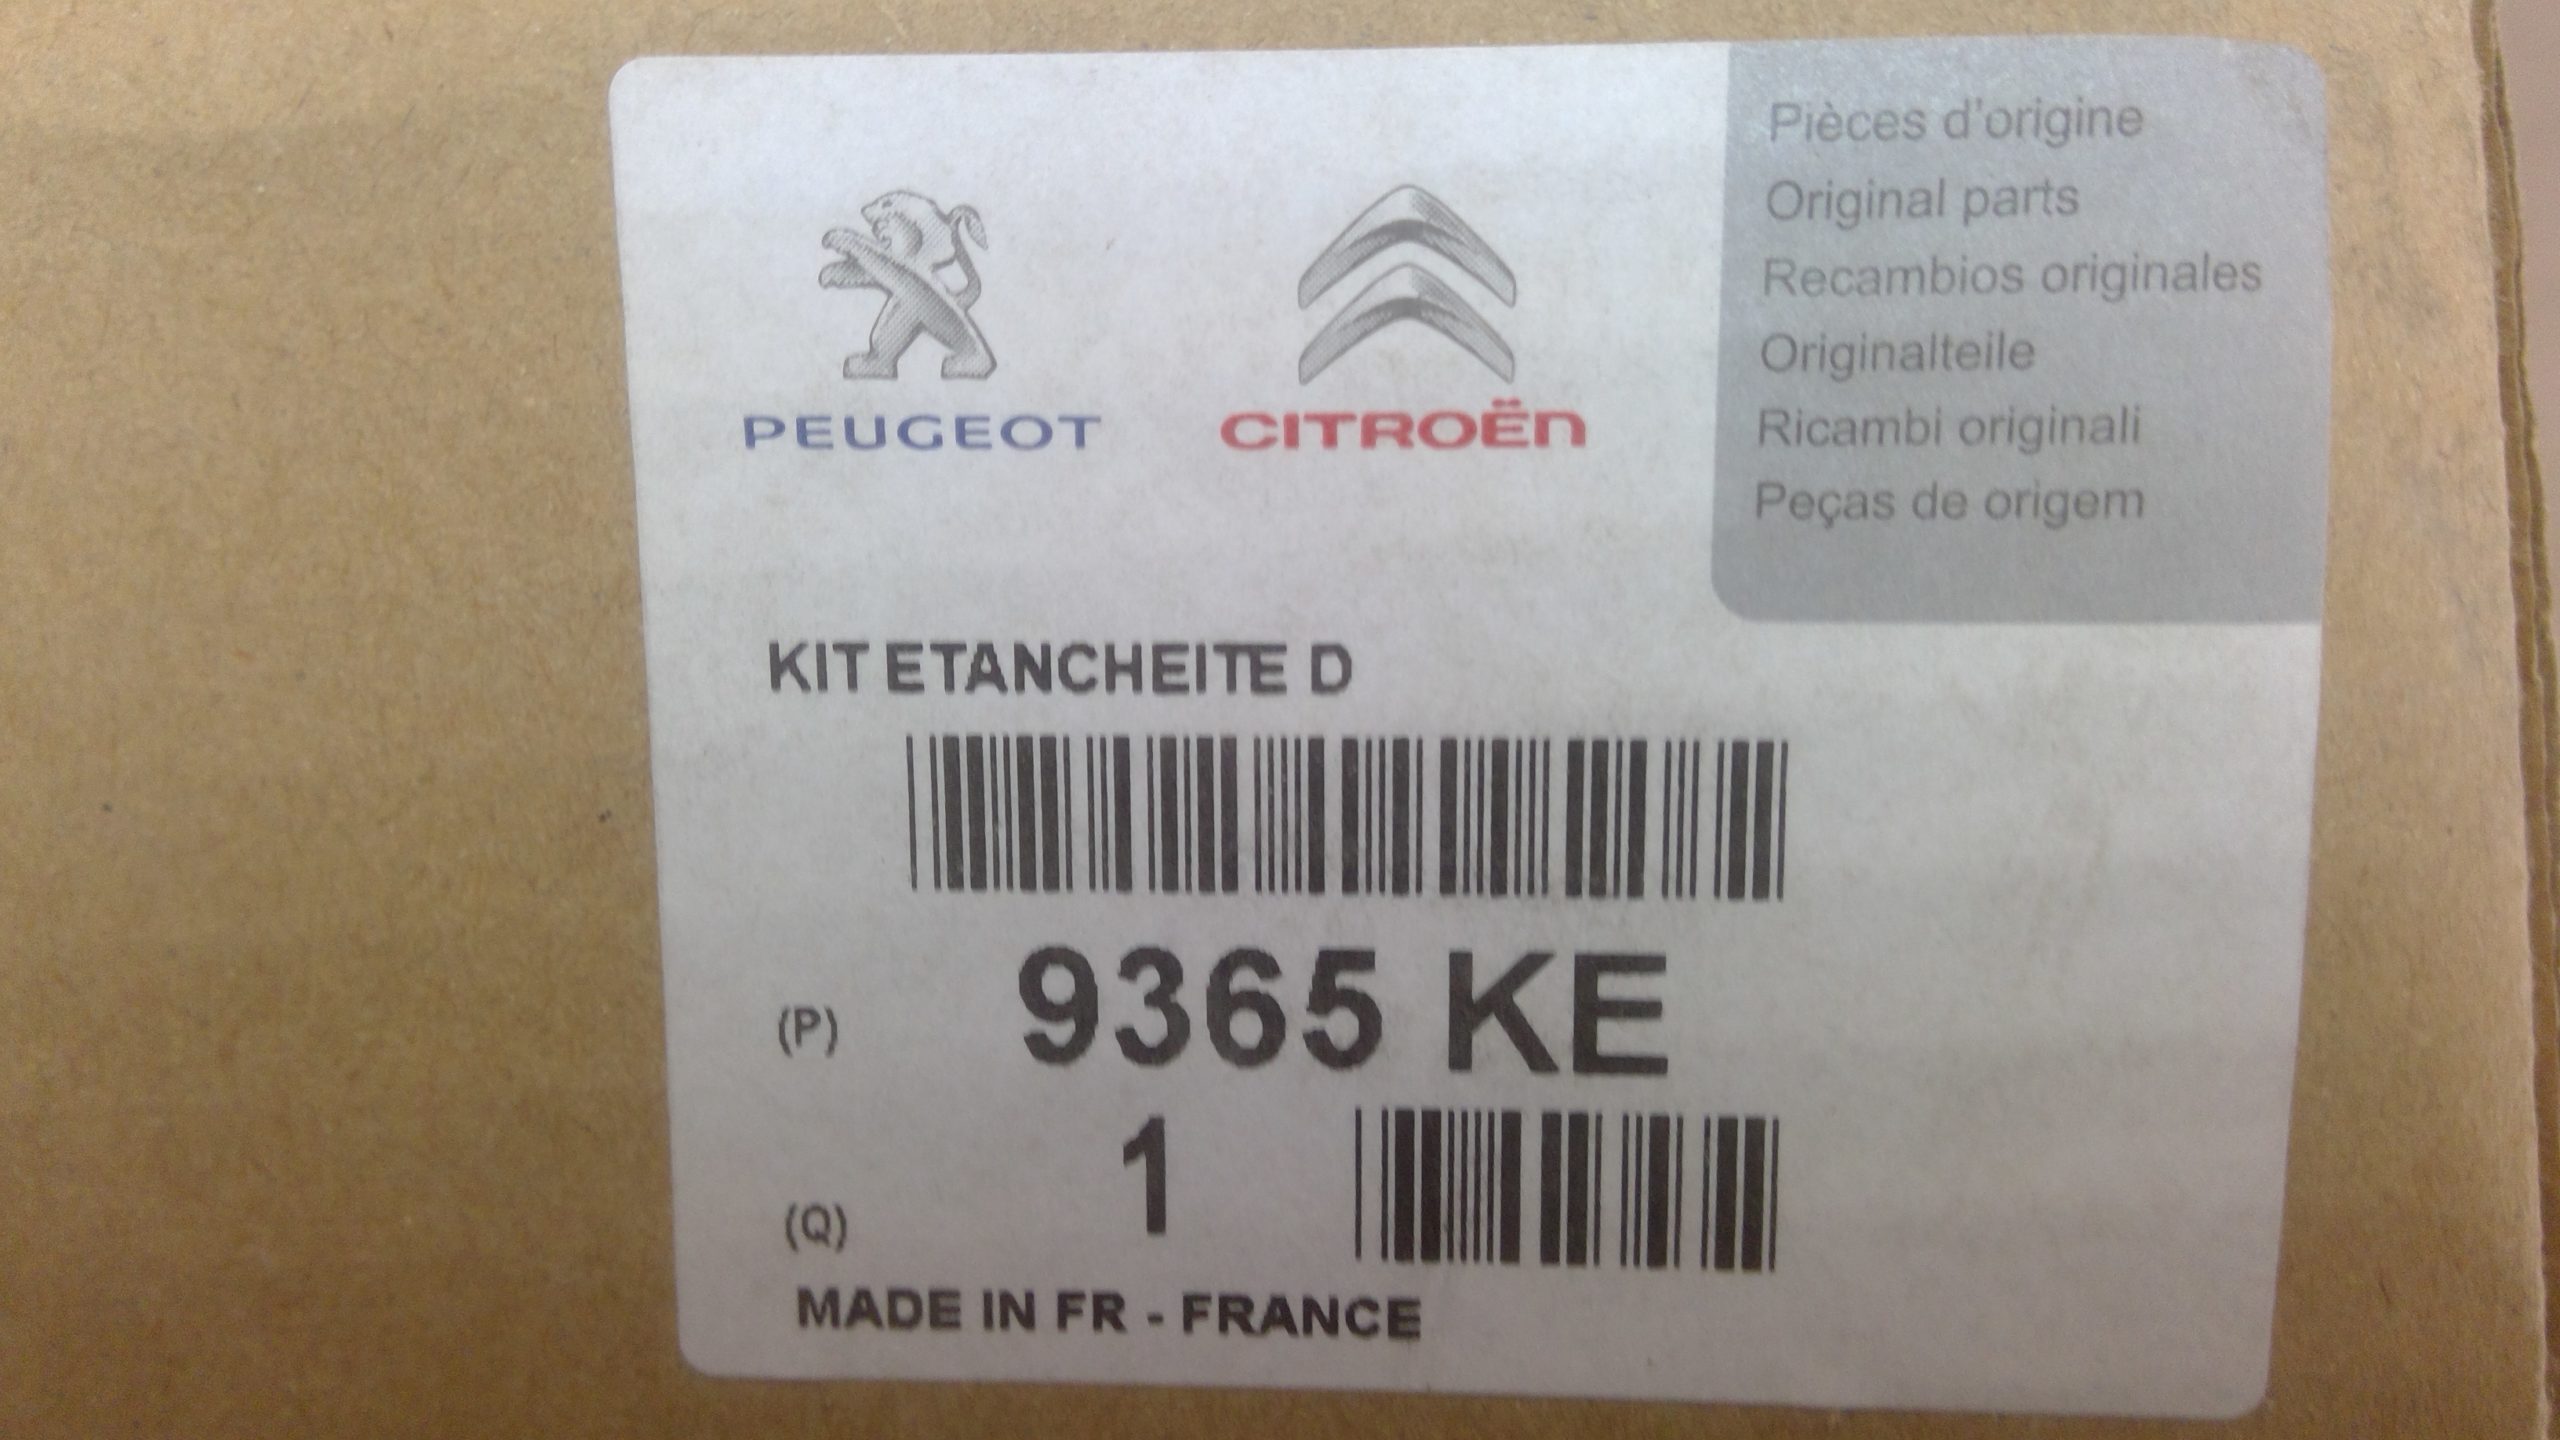 PEUGEOT
CITROËN
Pièces d'origine
Original parts
Recambios originales
Originalteile
Ricambi originali
Peças de origem
KIT ETANCHEITE D
(P) 9365 KE
(Q) 1
MADE IN FR - FRANCE